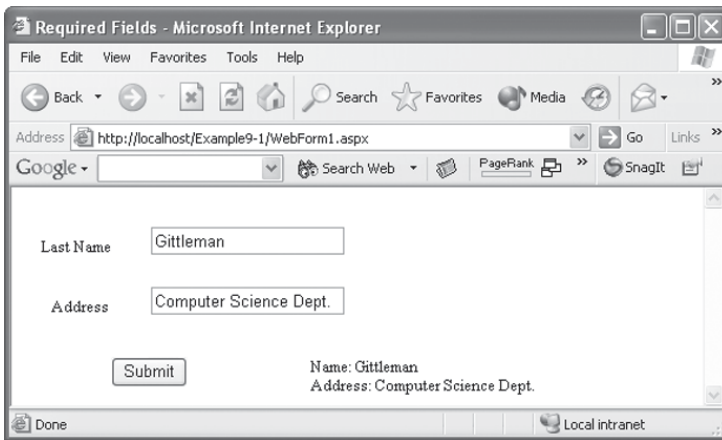 Required Fields - Microsoft Internet Explorer
File Edit View Favorites Tools Help
Back Search Favorites Media »
Address http://localhost/Example9-1/WebForm1.aspx Go Links »
Google Search Web PageRank » SnagIt
Last Name Gittleman
Address Computer Science Dept.
Submit Name: Gittleman
Address: Computer Science Dept.
Done Local intranet